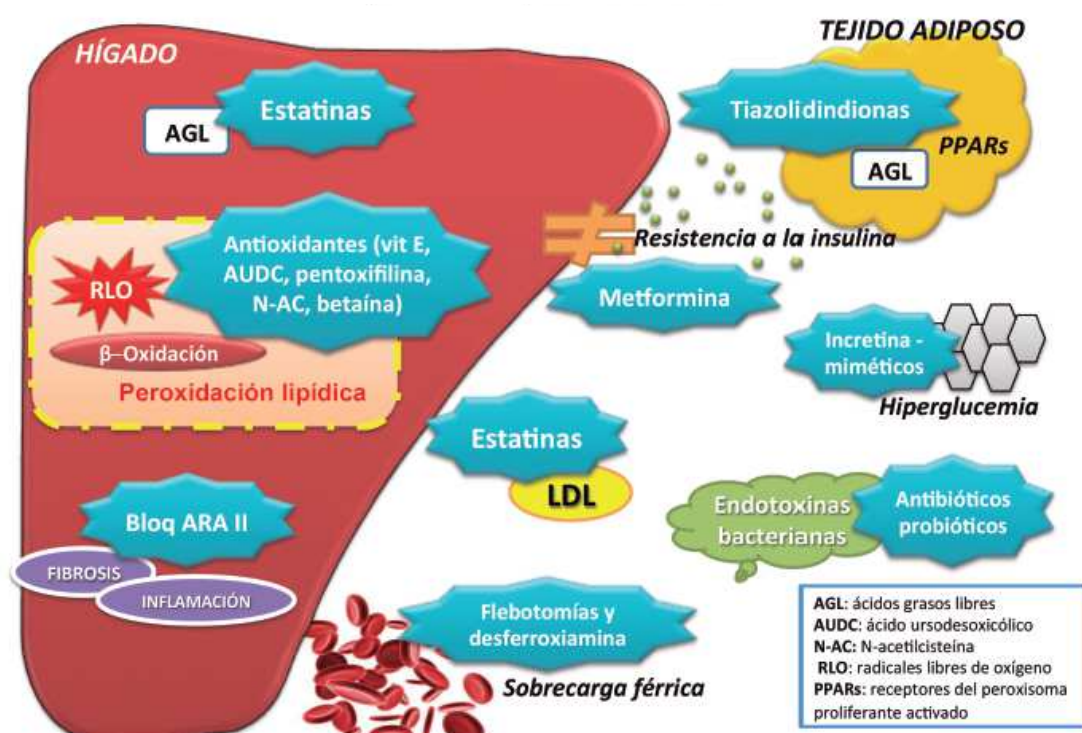 HÍGADO
Estatinas
AGL
TEJIDO ADIPOSO
Tiazolidindionas
PPARs
AGL
Antioxidantes (vit E,
AUDC, pentoxifilina,
N-AC, betaína)
RLO
β–Oxidación
Peroxidación lipídica
Resistencia a la insulina
Metformina
Incretina -
miméticos
Hiperglucemia
Estatinas
LDL
Endotoxinas
bacterianas
Antibióticos
probióticos
Bloq ARA II
FIBROSIS
INFLAMACIÓN
Flebotomías y
desferroxiamina
Sobrecarga férrica
AGL: ácidos grasos libres
AUDC: ácido ursodesoxicólico
N-AC: N-acetilcisteína
RLO: radicales libres de oxígeno
PPARs: receptores del peroxisoma
proliferante activado